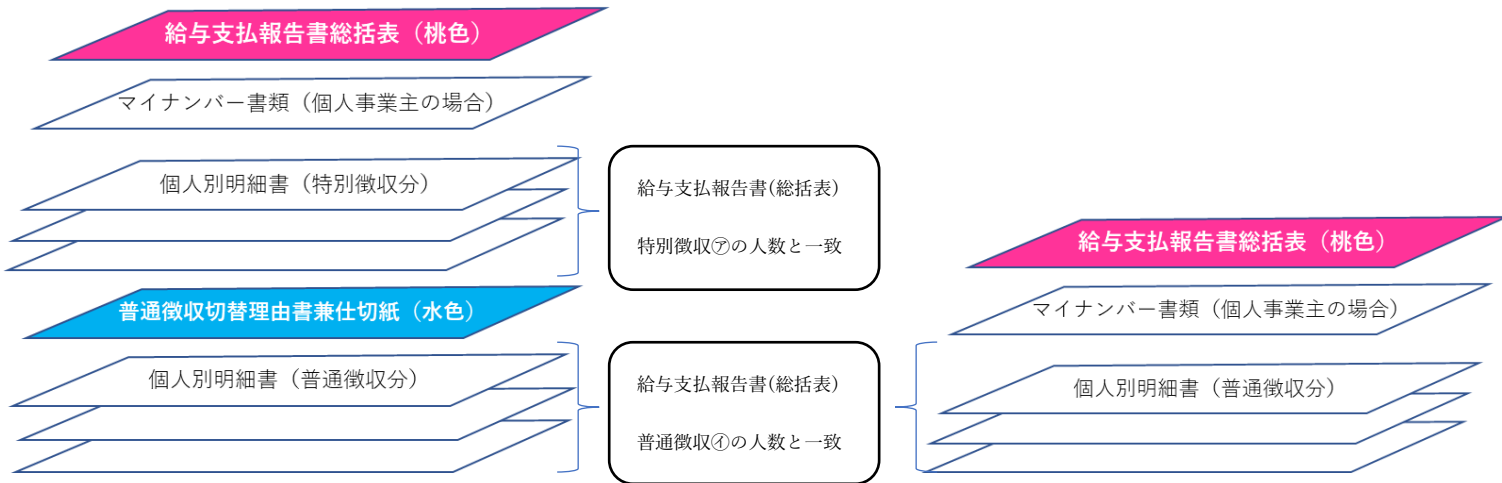 給与支払報告書総括表（桃色）
マイナンバー書類（個人事業主の場合）
個人別明細書（特別徴収分）
給与支払報告書(総括表)
特別徴収㋐の人数と一致
普通徴収切替理由書兼仕切紙（水色）
個人別明細書（普通徴収分）
給与支払報告書(総括表)
普通徴収㋑の人数と一致
給与支払報告書総括表（桃色）
マイナンバー書類（個人事業主の場合）
個人別明細書（普通徴収分）